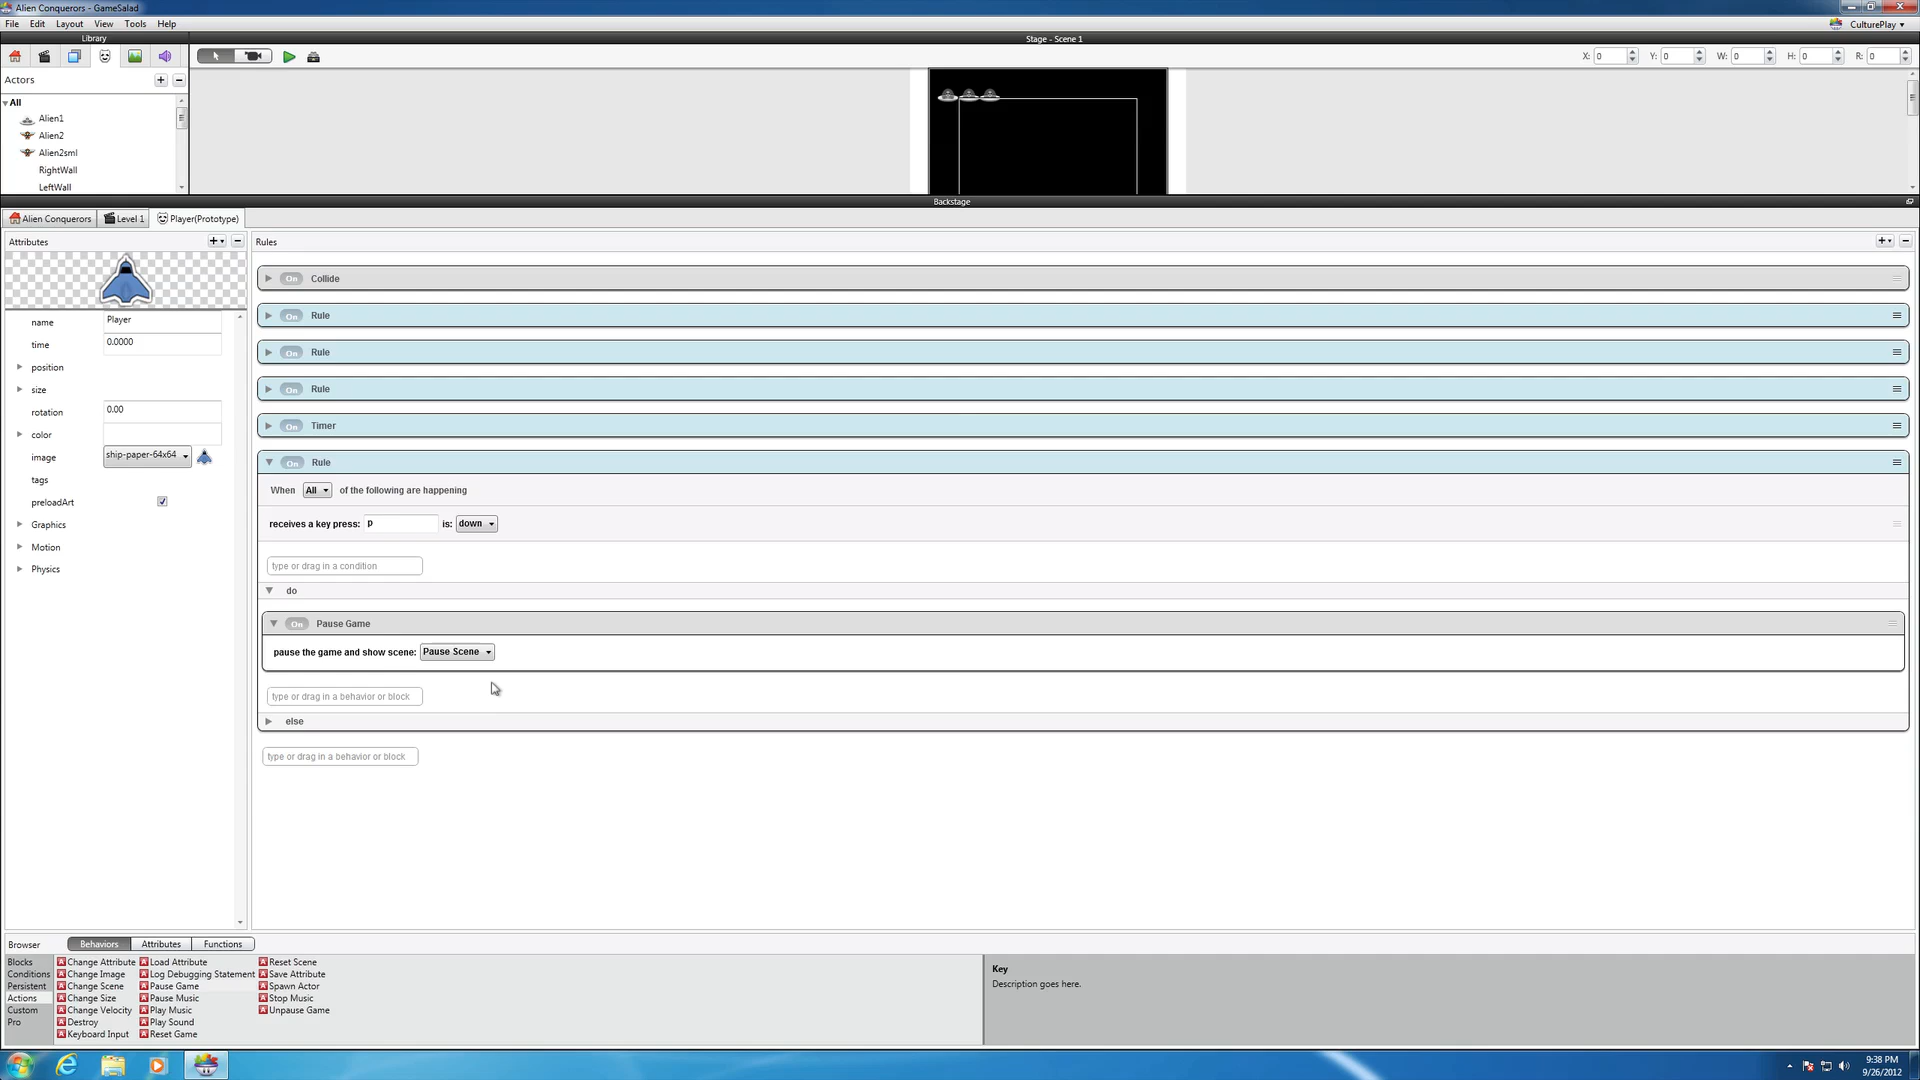 Alien Conquerors - GameSalad
File Edit Layout View Tools Help
CulturePlay
Library
Stage - Scene 1
X: 0 Y: 0 W: 0 H: 0 R: 0
Actors
All
Alien1
Alien2
Alien2sml
RightWall
LeftWall
Backstage
Alien Conquerors Level 1 Player(Prototype)
Attributes
Rules
name Player
time 0.0000
position
size
rotation 0.00
color
image ship-paper-64x64
tags
preloadArt
Graphics
Motion
Physics
On Collide
On Rule
On Rule
On Rule
On Timer
On Rule
When All of the following are happening
receives a key press: p is: down
type or drag in a condition
do
On Pause Game
pause the game and show scene: Pause Scene
type or drag in a behavior or block
else
type or drag in a behavior or block
Browser Behaviors Attributes Functions
Blocks
Conditions
Persistent
Actions
Custom
Pro
Change Attribute Load Attribute Reset Scene
Change Image Log Debugging Statement Save Attribute
Change Scene Pause Game Spawn Actor
Change Size Pause Music Stop Music
Change Velocity Play Music Unpause Game
Destroy Play Sound
Keyboard Input Reset Game
Key
Description goes here.
9:38 PM
9/26/2012